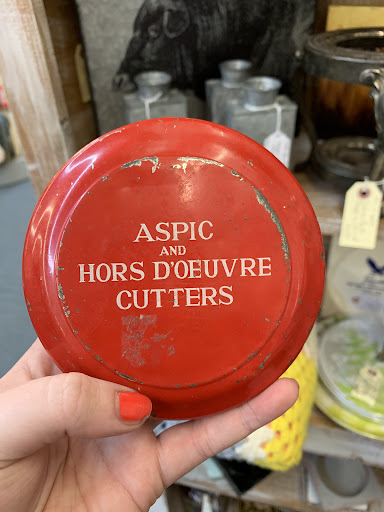 ASPIC
AND
HORS D'OEUVRE
CUTTERS